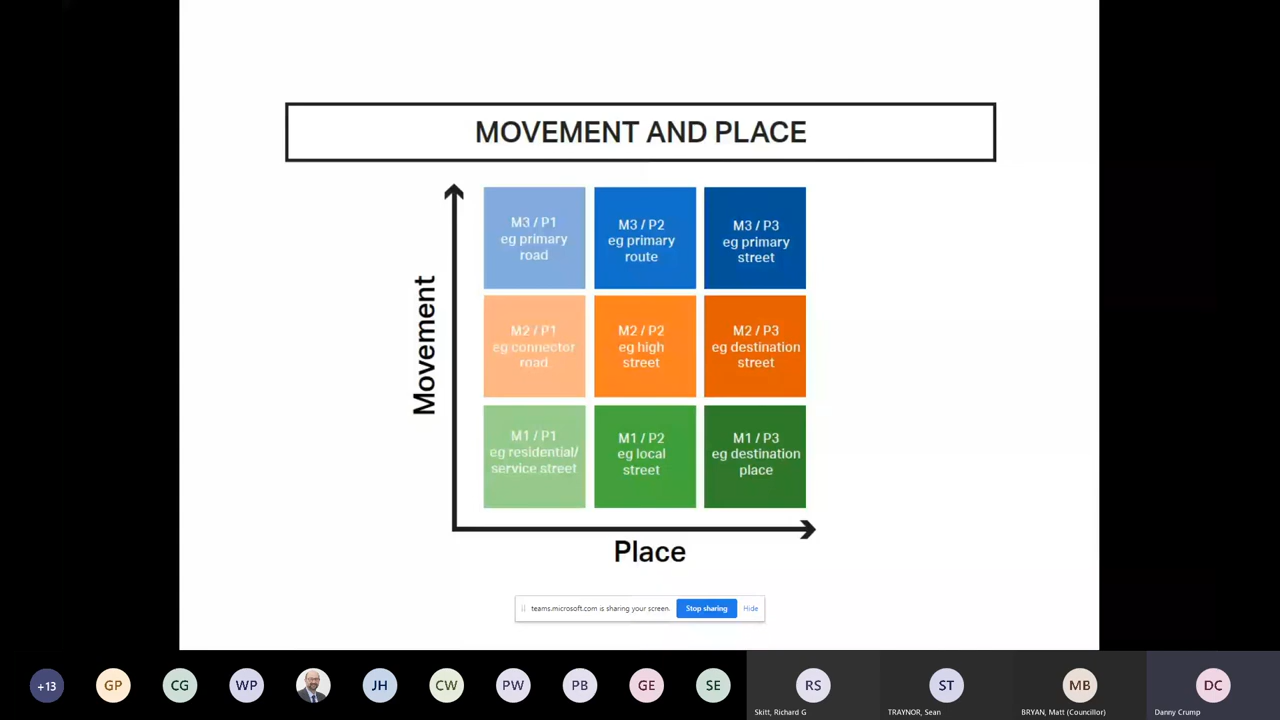 MOVEMENT AND PLACE
Movement
M3 / P1
eg primary
road
M3 / P2
eg primary
route
M3 / P3
eg primary
street
M2 / P1
eg connector
road
M2 / P2
eg high
street
M2 / P3
eg destination
street
M1 / P1
eg residential/
service street
M1 / P2
eg local
street
M1 / P3
eg destination
place
Place
teams.microsoft.com is sharing your screen.
Stop sharing
Hide
+13
GP
CG
WP
JH
CW
PW
PB
GE
SE
RS
ST
MB
DC
Skitt, Richard G
TRAYNOR, Sean
BRYAN, Matt (Councillor)
Danny Crump